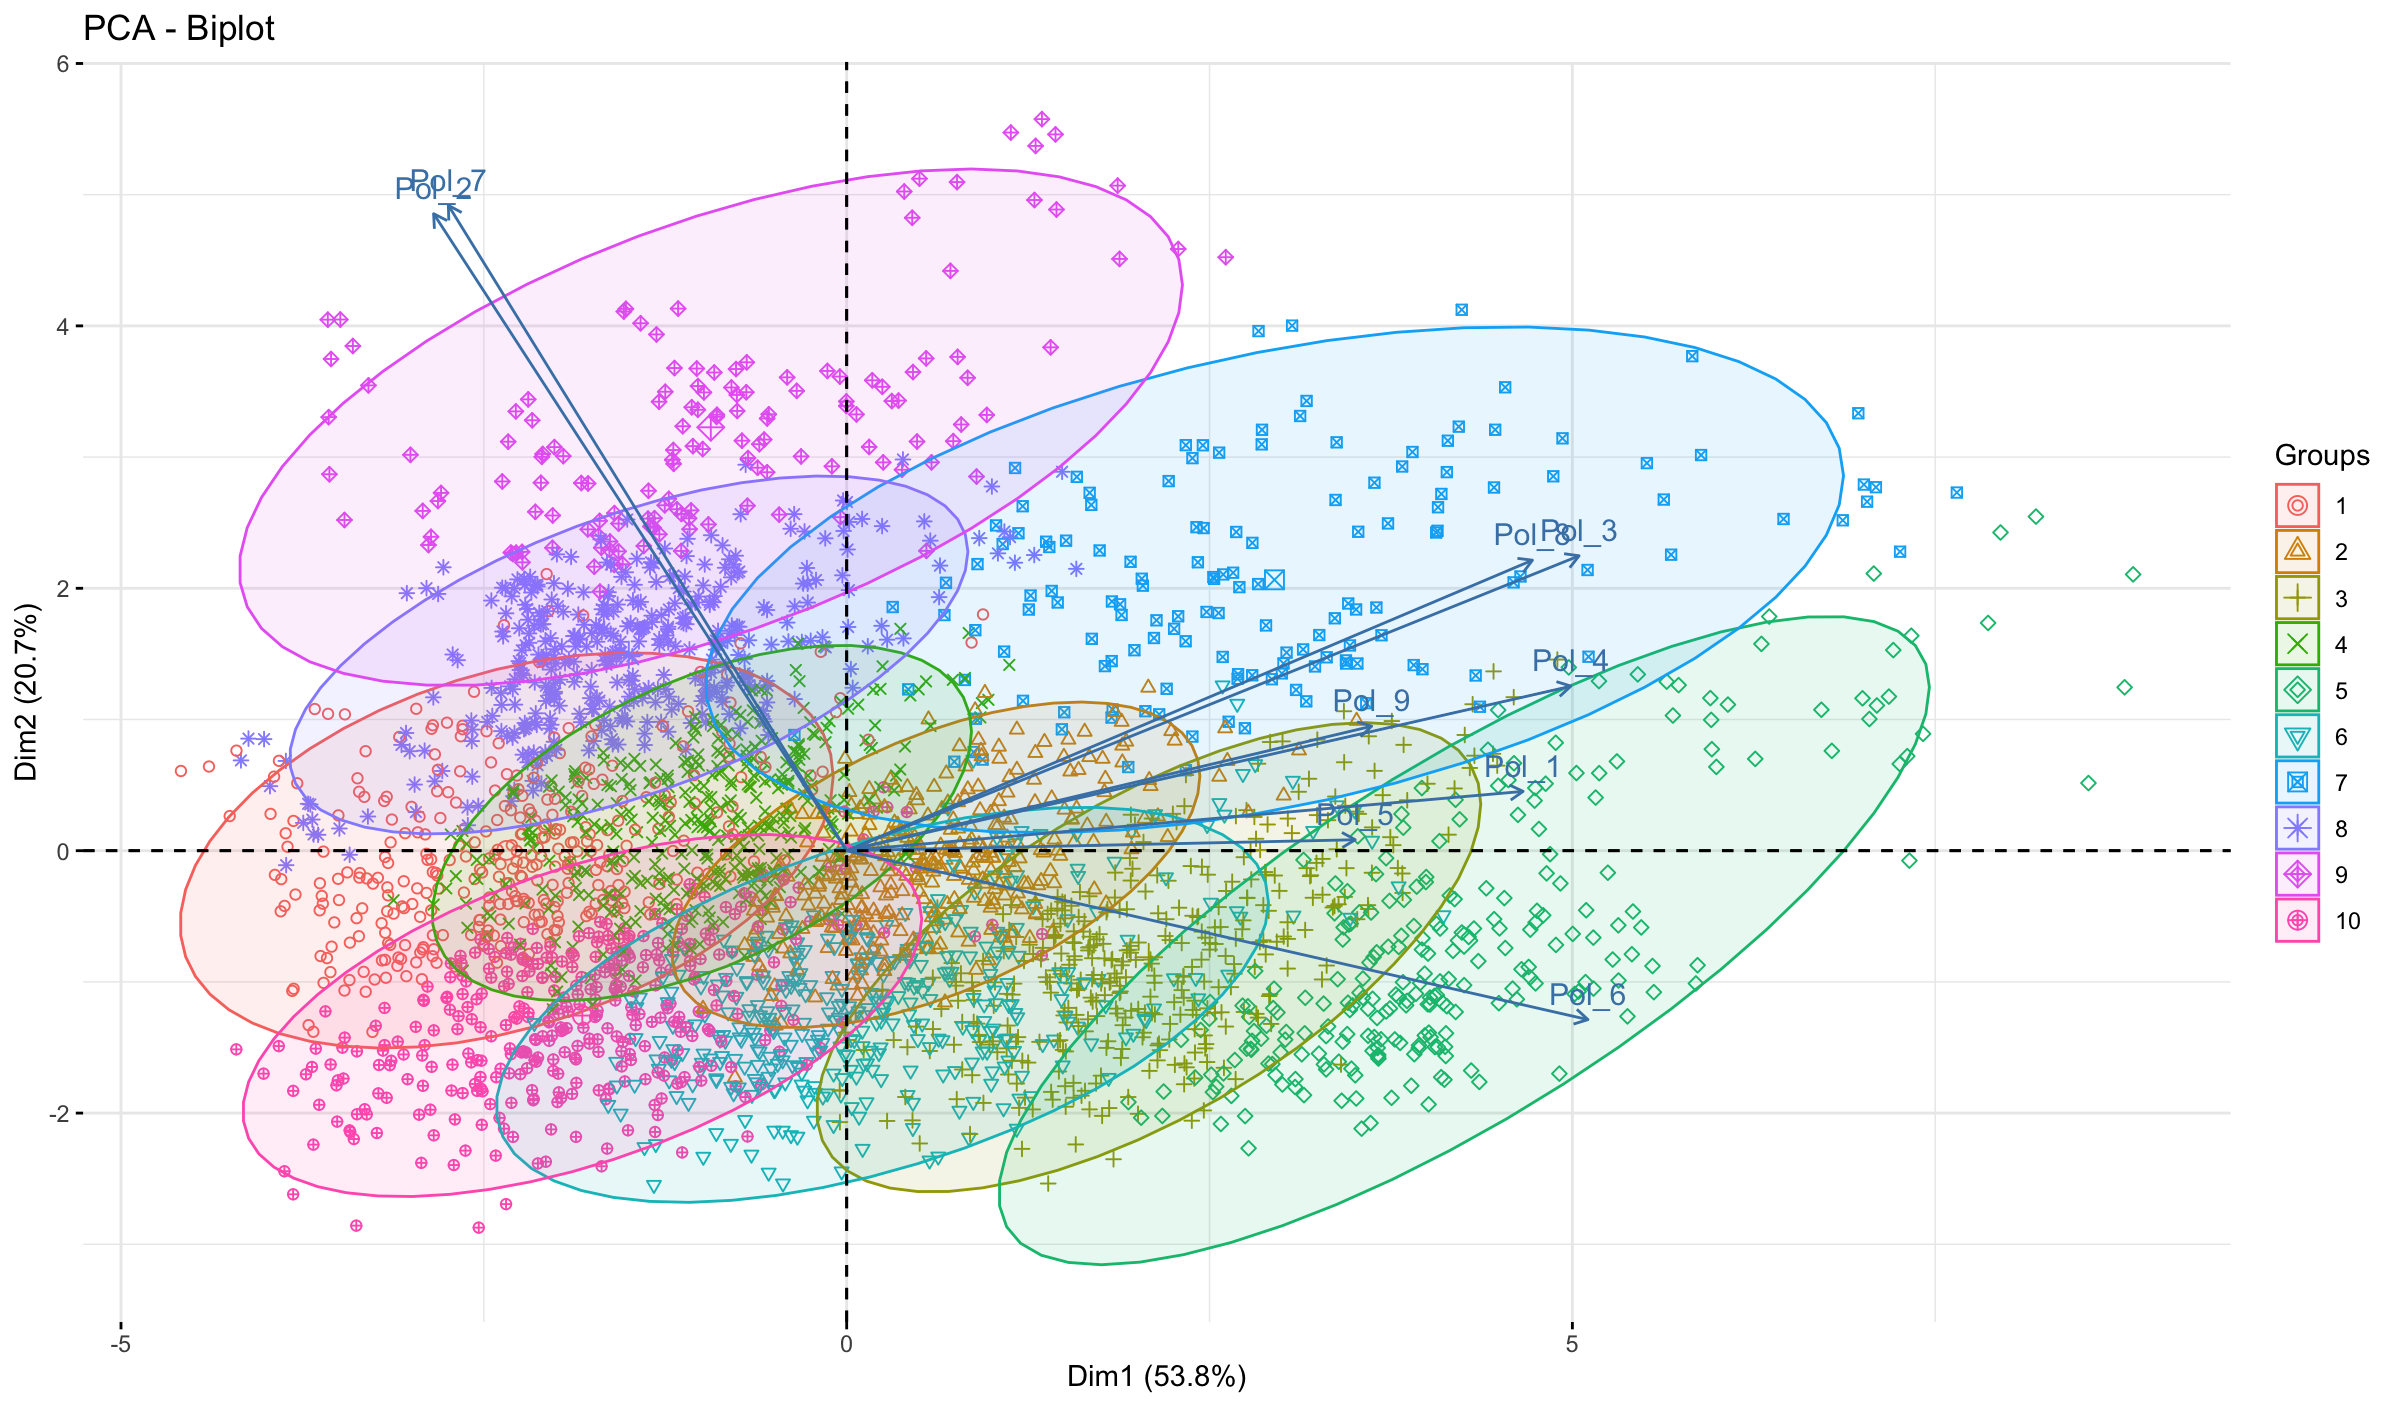 PCA - Biplot
6
4
2
0
-2
Dim2 (20.7%)
Pol_7
Pol_2
Pol_8
Pol_3
Pol_4
Pol_9
Pol_1
Pol_5
Pol_6
-5
0
5
Dim1 (53.8%)
Groups
1
2
3
4
5
6
7
8
9
10